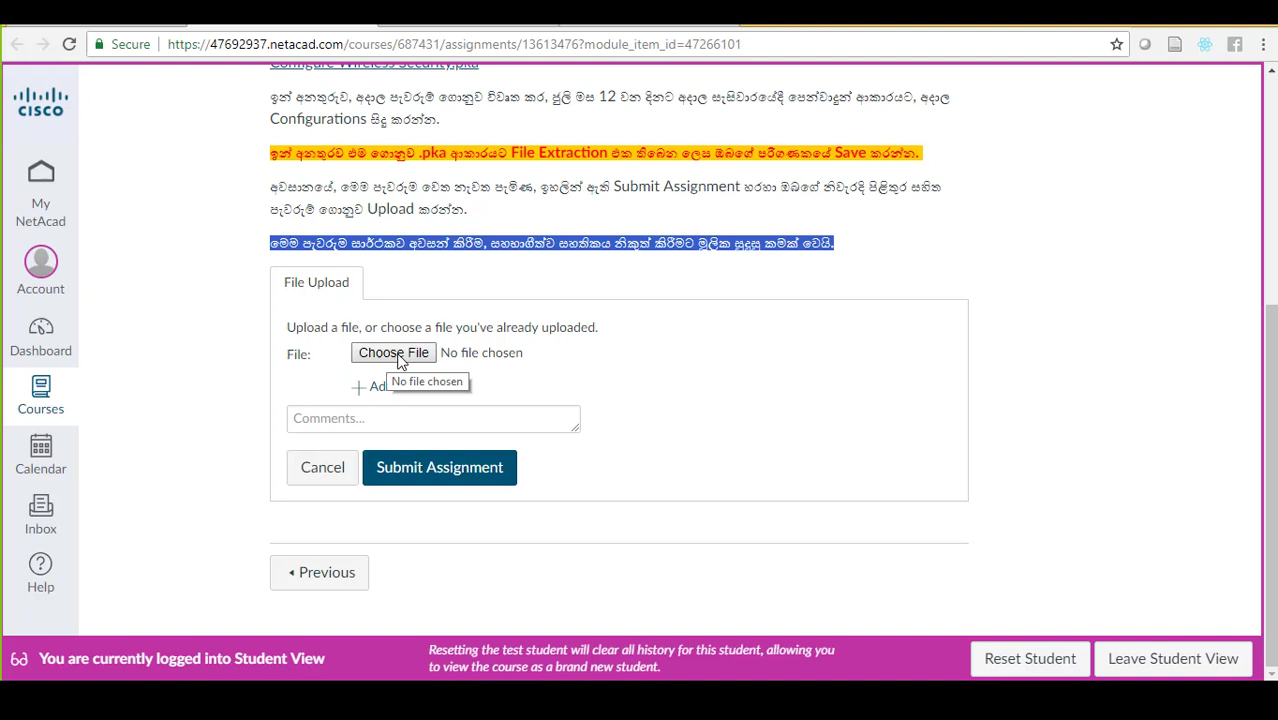 Secure
https://47692937.netacad.com/courses/687431/assignments/13613476?module_item_id=47266101
CISCO
My NetAcad
Account
Dashboard
Courses
Calendar
Inbox
Help
Configure Wireless Security.pka
ඉන් අනතුරුව, අදාල පැවරුම් ගොනුව විවෘත කර, ජුලි මස 12 වන දිනට අදාල සැසිවාරයේදී පෙන්වාදුන් ආකාරයට, අදාල
Configurations සිදු කරන්න.
ඉන් අනතුරව එම ගොනුව .pka ආකාරයට File Extraction එක තිබෙන ලෙස ඔබගේ පරිගණකයේ Save කරන්න.
අවසානයේ, මෙම පැවරුම වෙත නැවත පැමිණ, ඉහලින් ඇති Submit Assignment හරහා ඔබගේ නිවැරදි පිළිතුර සහිත
පැවරුම් ගොනුව Upload කරන්න.
මෙම පැවරුම සාර්ථකව අවසන් කිරීම, සහභාගීත්ව සහතිකය නිකුත් කිරීමට මූලික සුදුසු කමක් වෙයි.
File Upload
Upload a file, or choose a file you've already uploaded.
File: Choose File No file chosen
No file chosen
Comments...
Cancel Submit Assignment
Previous
You are currently logged into Student View
Resetting the test student will clear all history for this student, allowing you
to view the course as a brand new student.
Reset Student Leave Student View